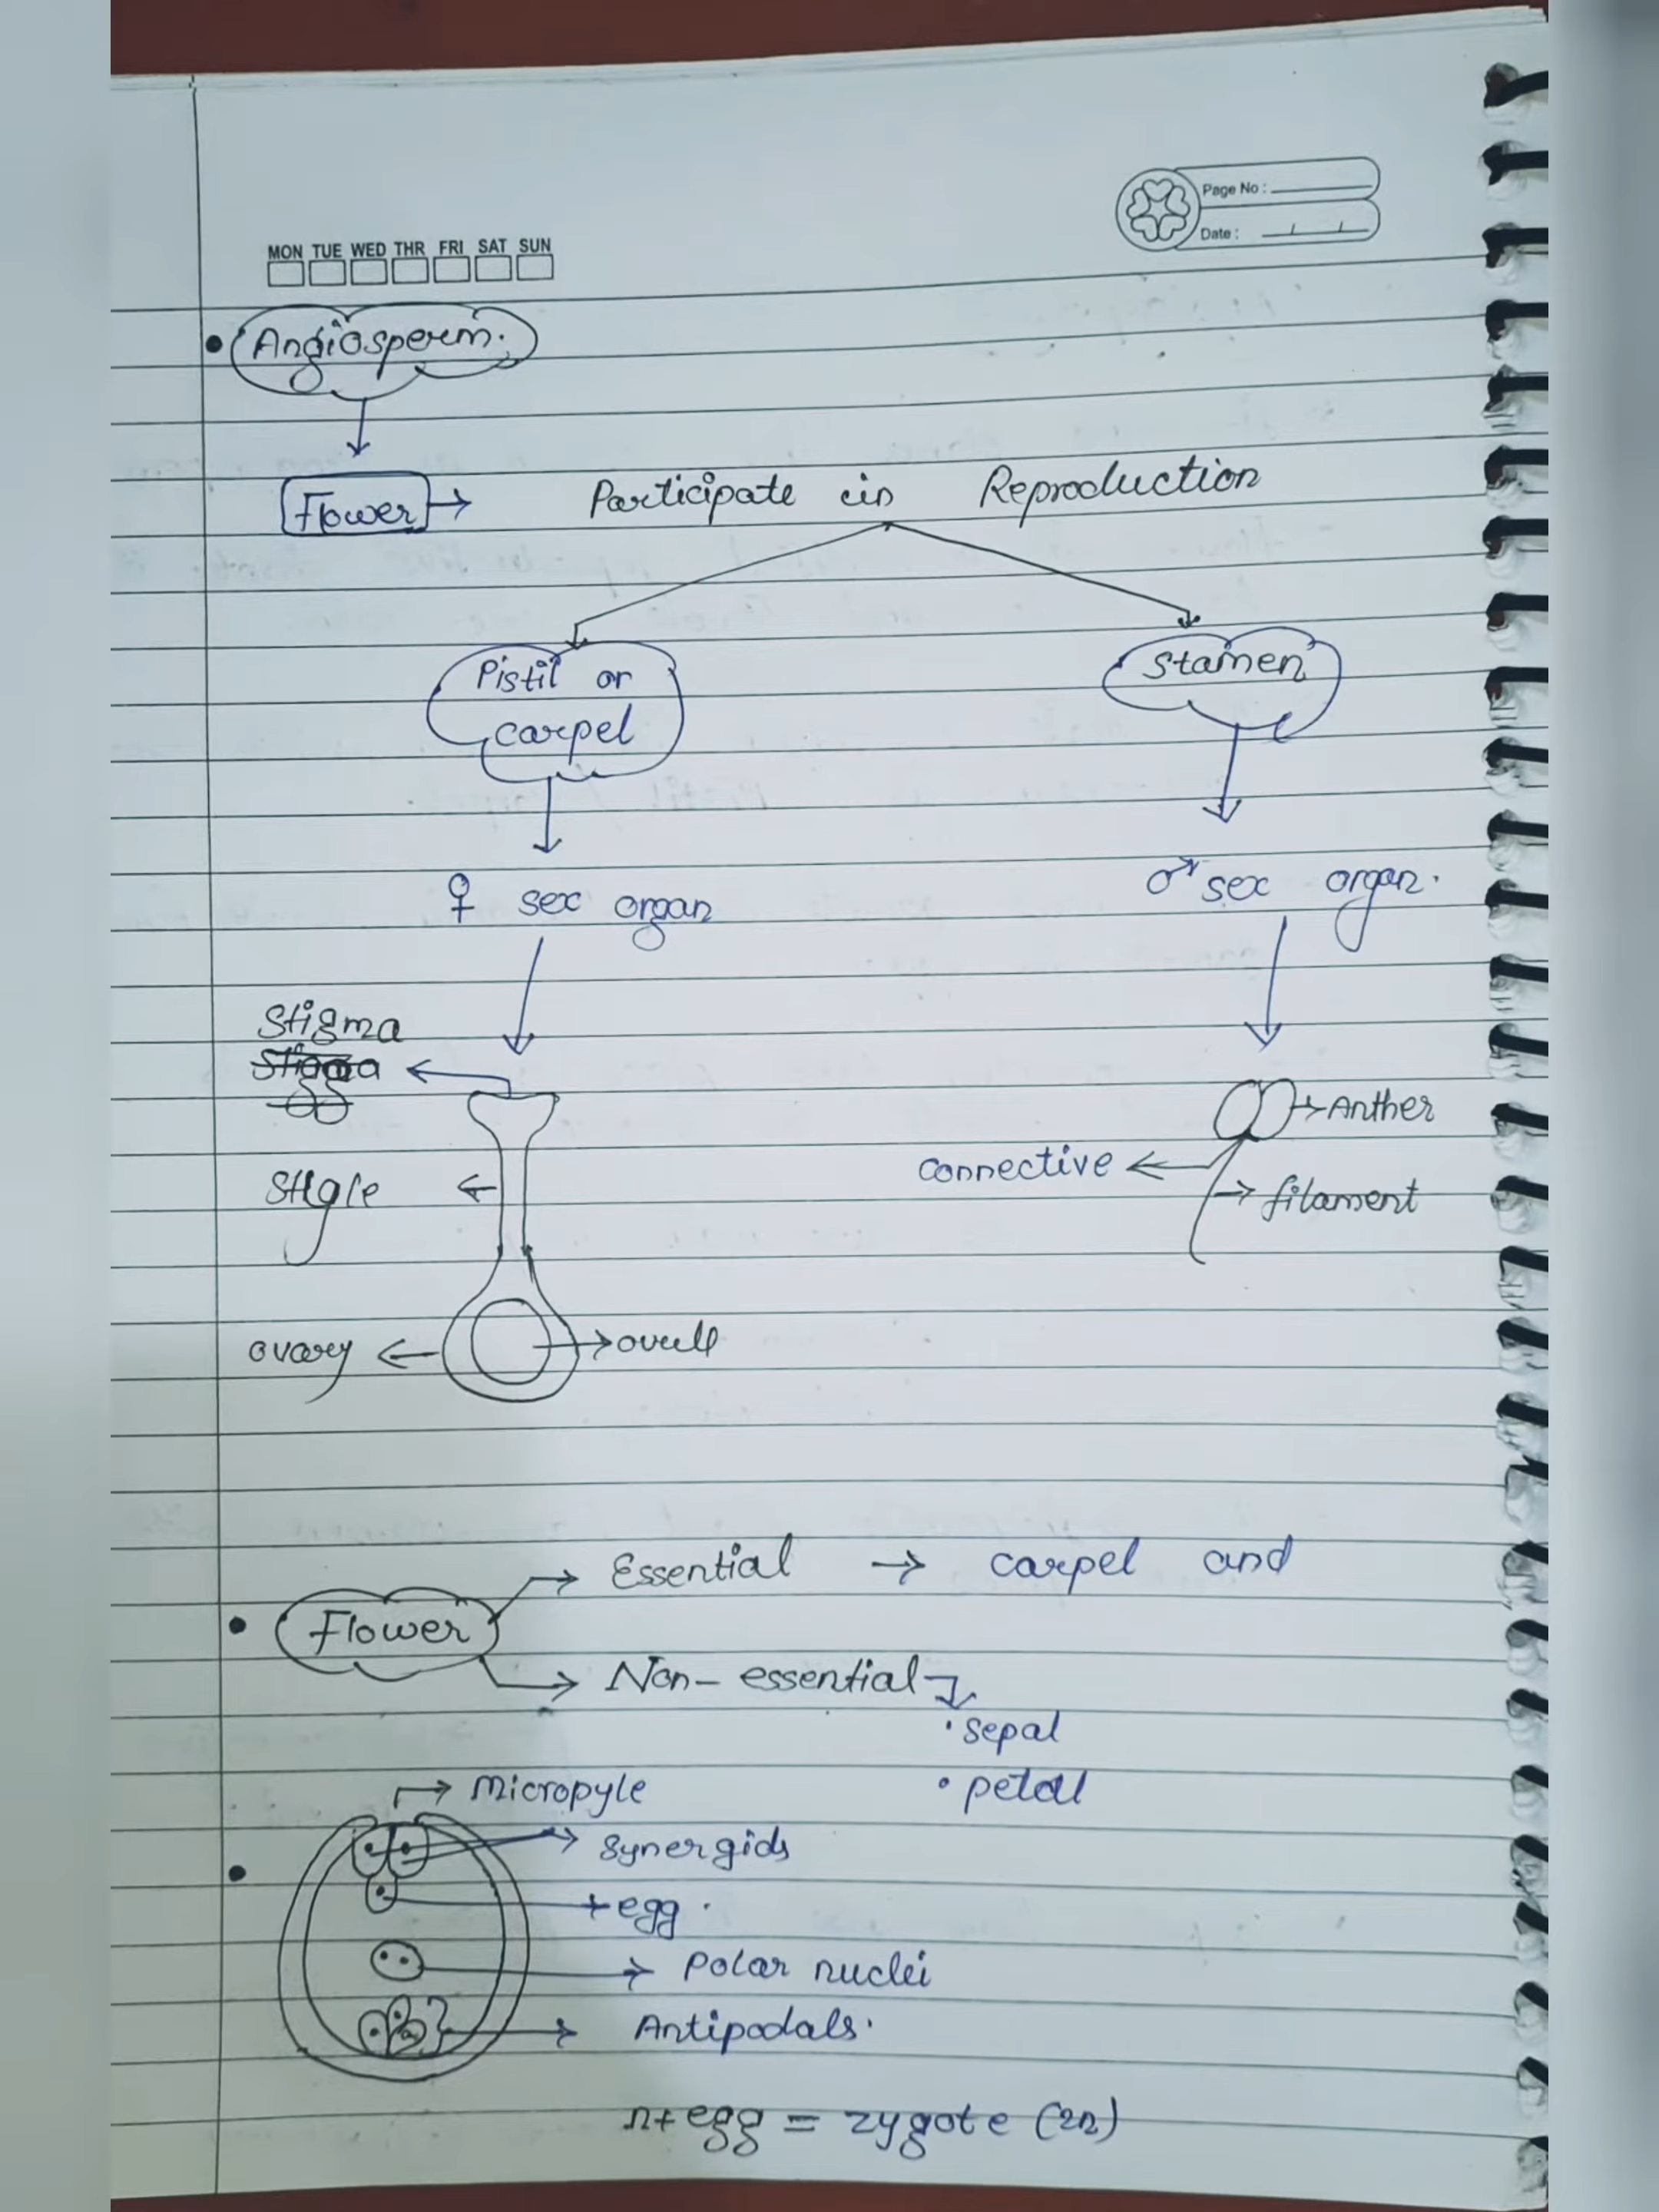 Page No :
Date :
MON TUE WED THR FRI SAT SUN
Angiosperm.
Flower → Participate in Reproduction
Pistil or
carpel
Stamen
♀ sex organ
♂ sex organ.
Stigma
Anther
connective
filament
ovary
Flower
Essential → carpel and
Non- essential
• sepal
• petal
Micropyle
Synergids
egg.
Polar nuclei
Antipodals.
n+egg = zygote (2n)